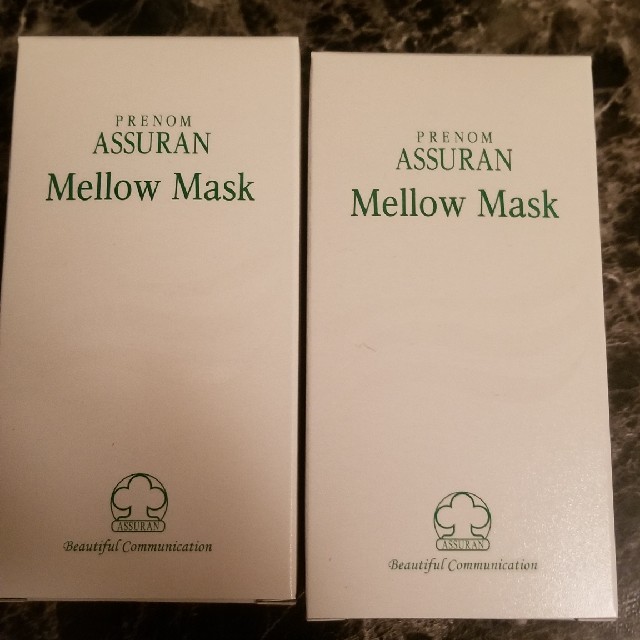 PRENOM
ASSURAN
Mellow Mask
ASSURAN
Beautiful Communication
PRENOM
ASSURAN
Mellow Mask
ASSURAN
Beautiful Communication